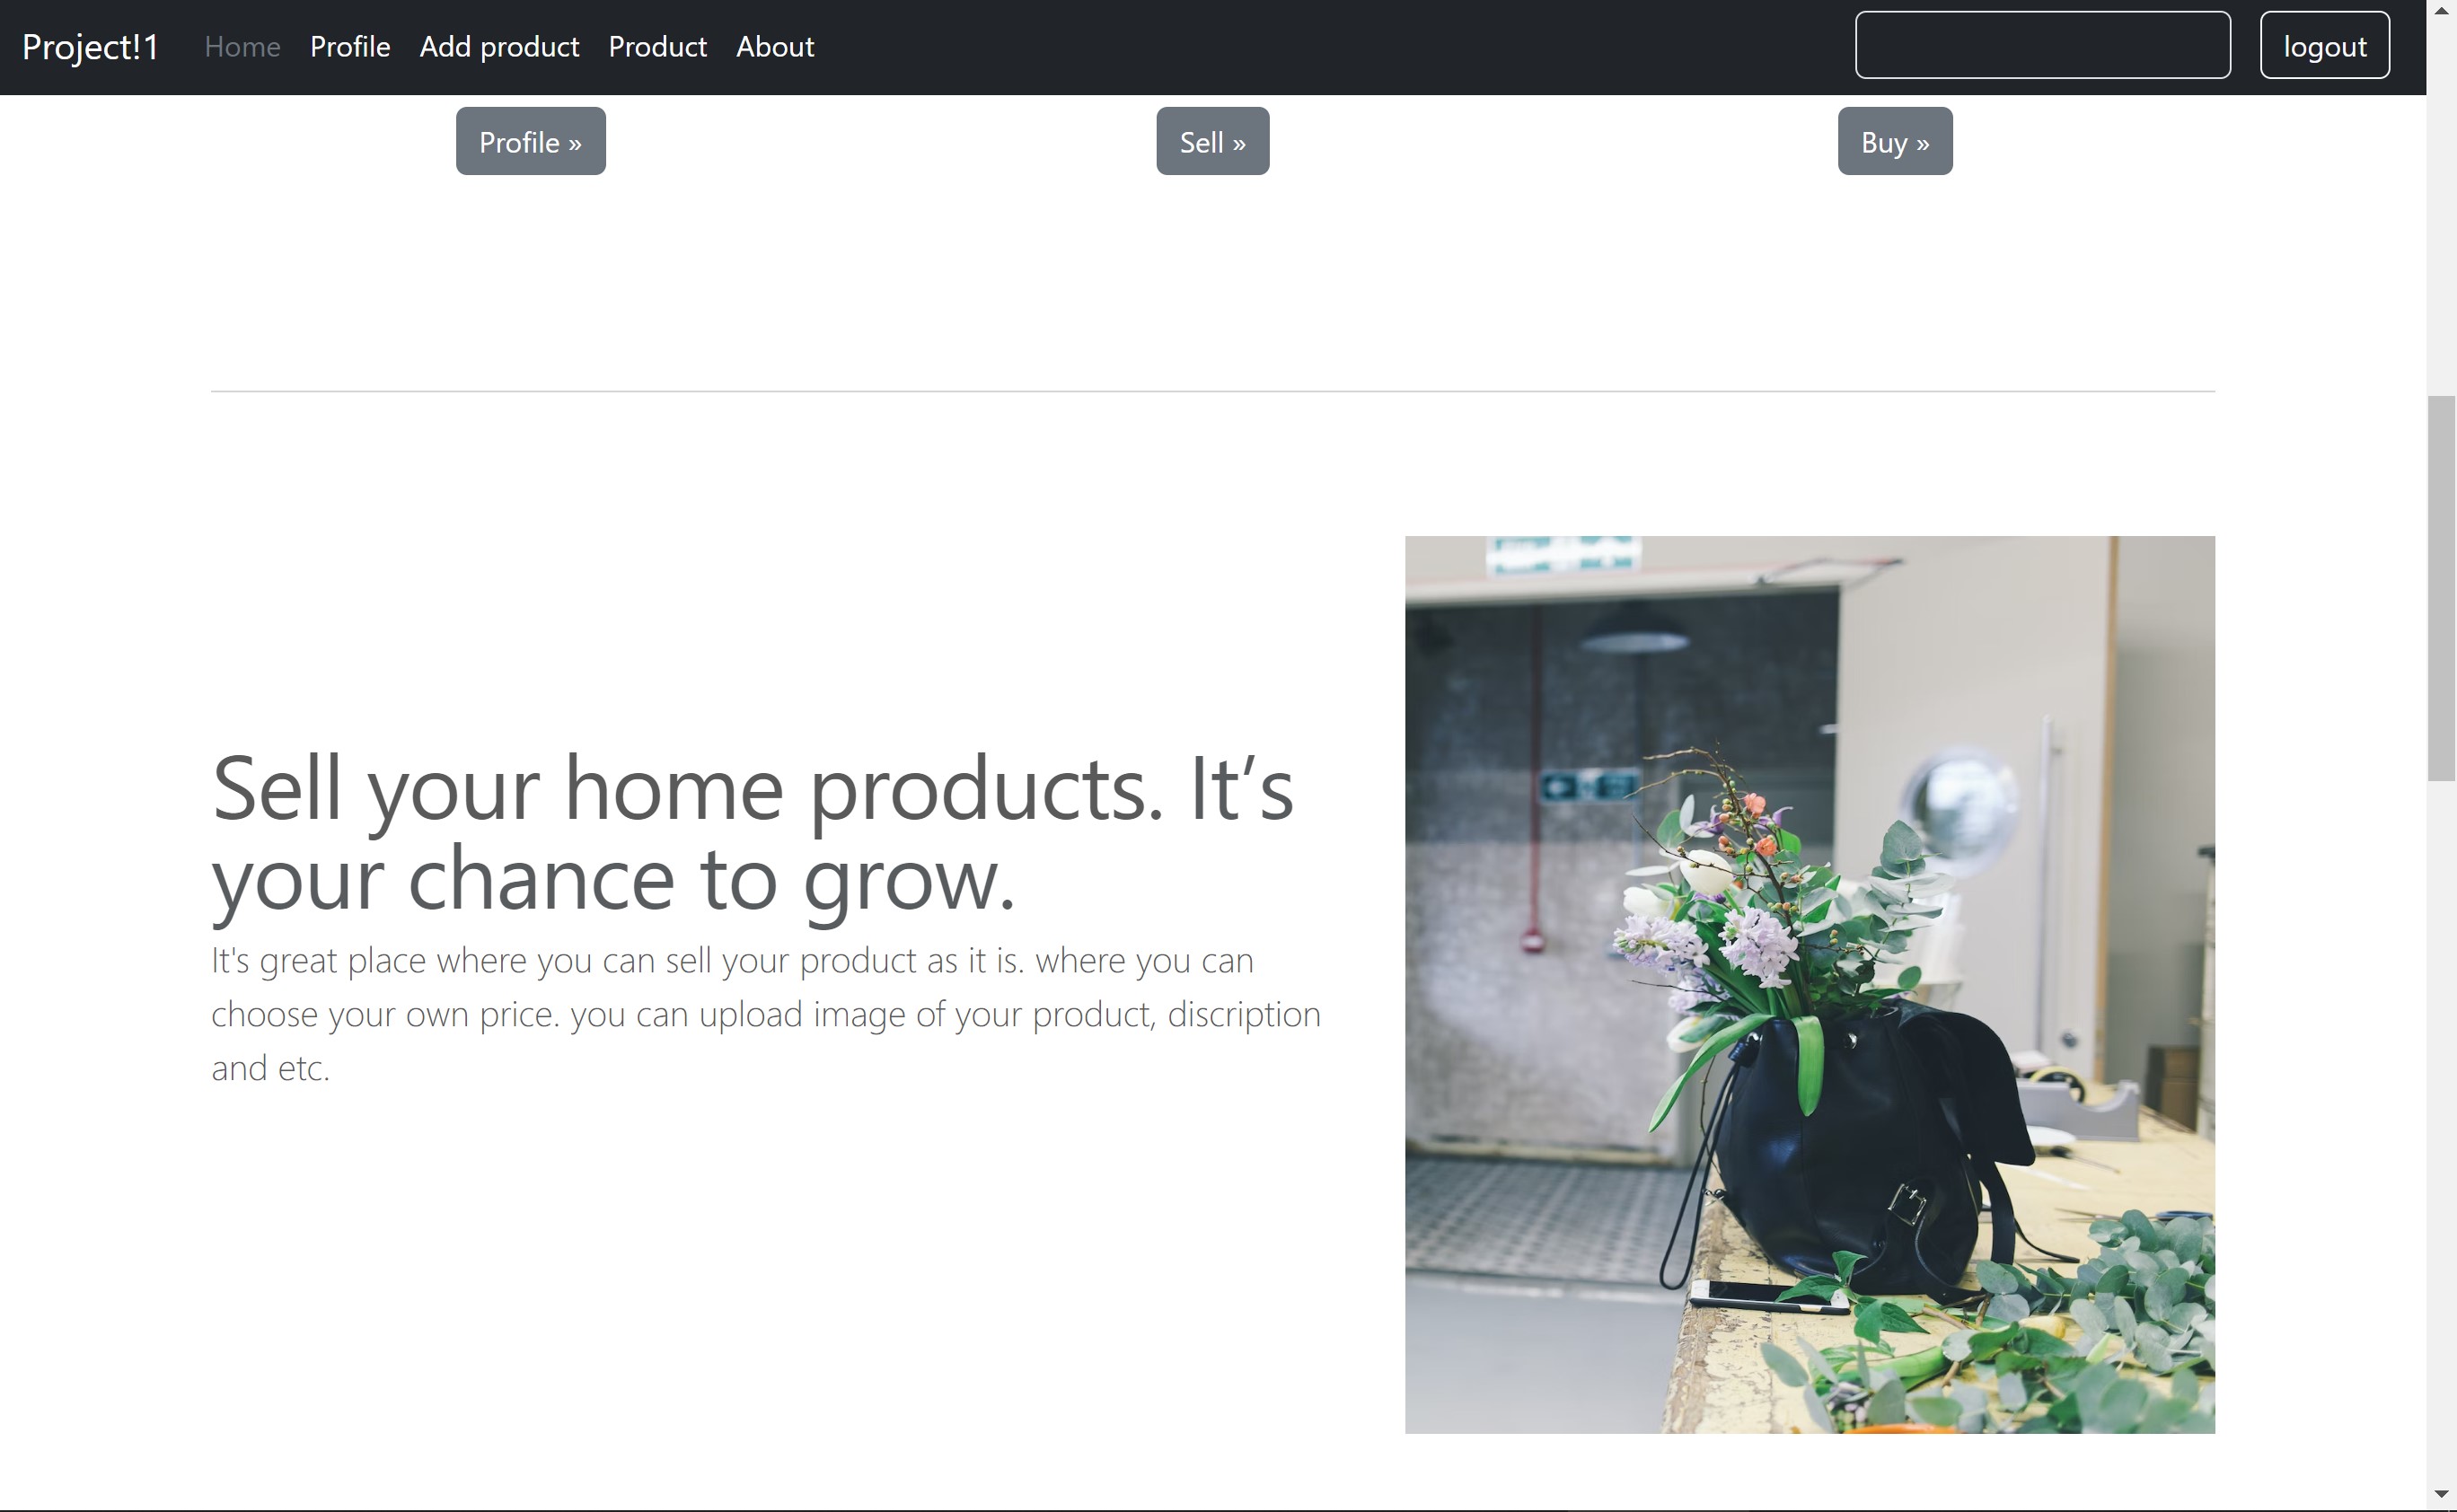 Project!1 Home Profile Add product Product About logout
Profile » Sell » Buy »
Sell your home products. It’s
your chance to grow.
It's great place where you can sell your product as it is. where you can
choose your own price. you can upload image of your product, discription
and etc.